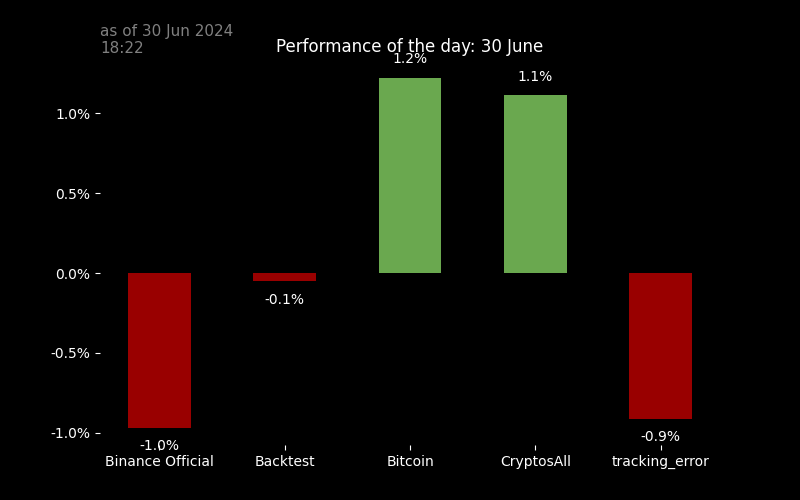 as of 30 Jun 2024
18:22
Performance of the day: 30 June
1.2%
1.1%
1.0%
0.5%
0.0%
-0.1%
-0.5%
-1.0%
-1.0%
-0.9%
Binance Official
Backtest
Bitcoin
CryptosAll
tracking_error